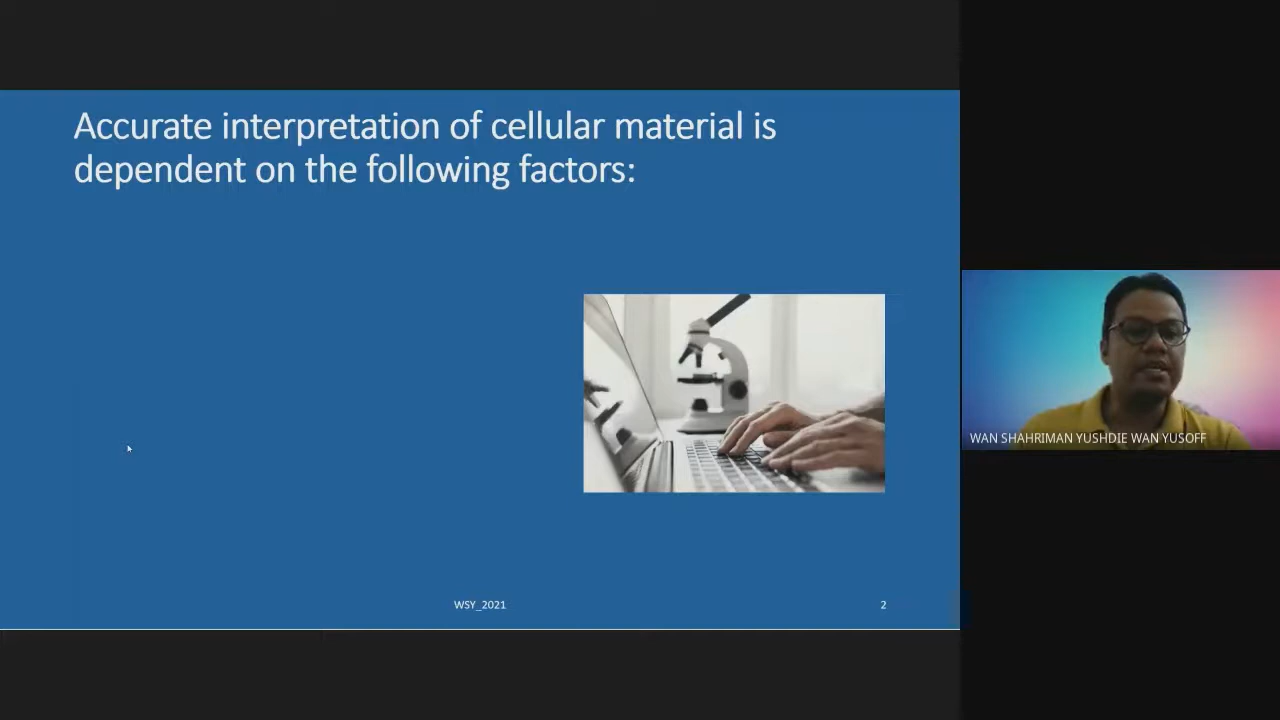 Accurate interpretation of cellular material is
dependent on the following factors:
WAN SHAHRIMAN YUSHDIE WAN YUSOFF
WSY_2021
2